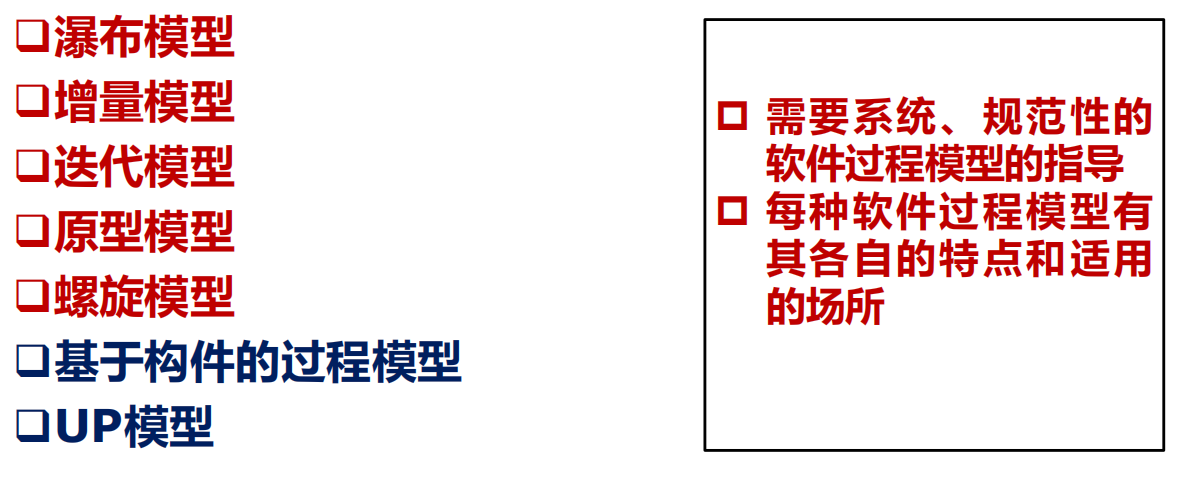 瀑布模型
增量模型
迭代模型
原型模型
螺旋模型
基于构件的过程模型
UP模型
需要系统、规范性的
软件过程模型的指导
每种软件过程模型有
其各自的特点和适用
的场所